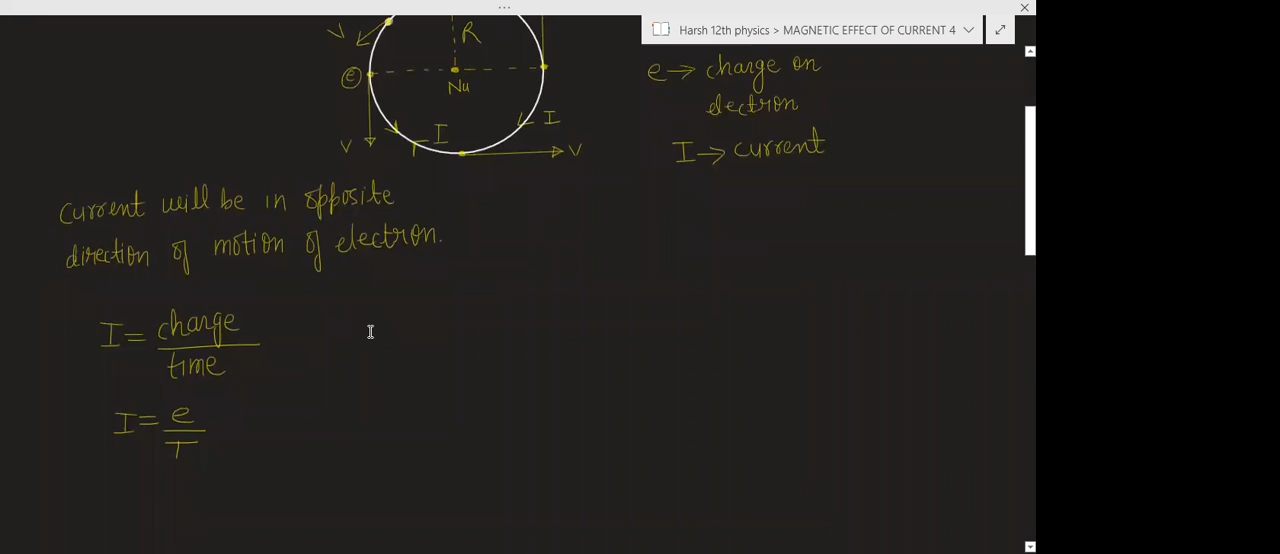 Harsh 12th physics > MAGNETIC EFFECT OF CURRENT 4
V
R
e
Nu
I
I
V
V
e → charge on
electron
I → current
current will be in opposite
direction of motion of electron.
I = charge
time
I = e
T